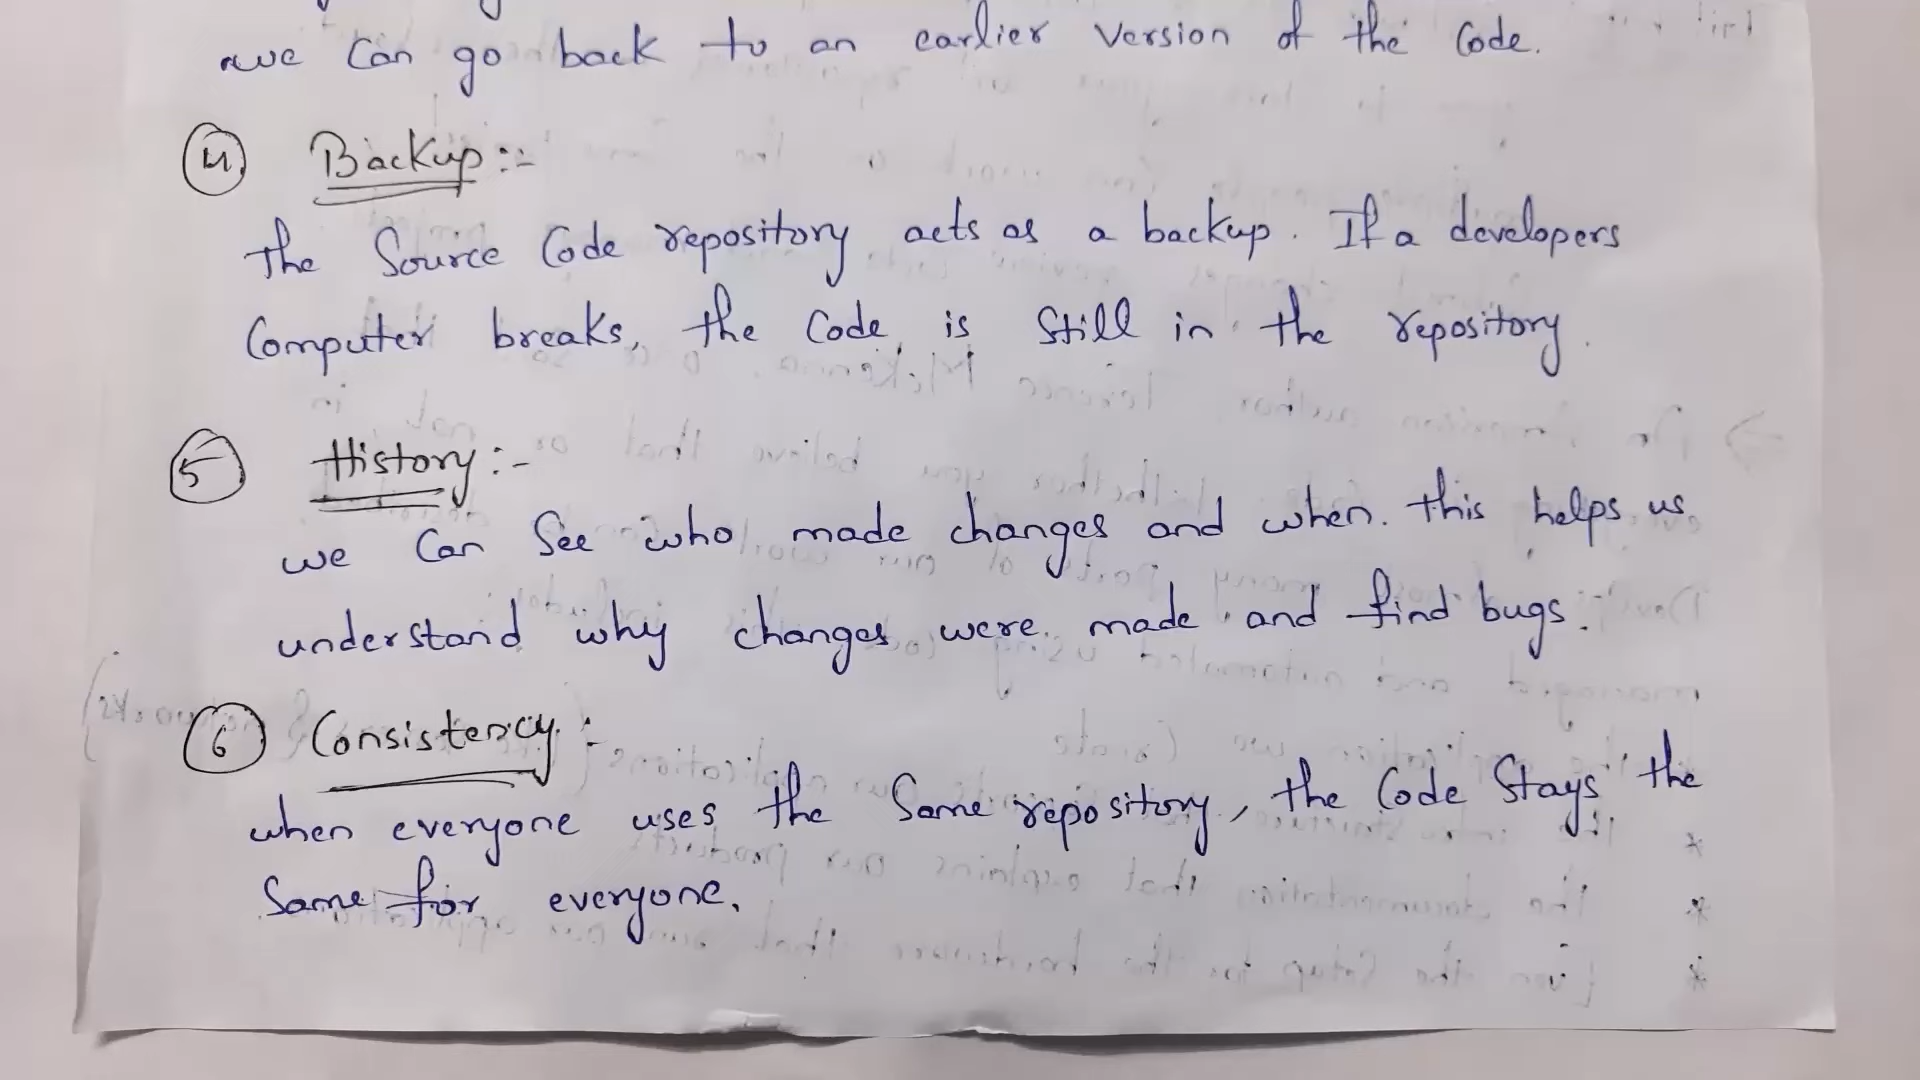 we can go back to an earlier version of the Code.
④ Backup :-
the Source Code repository acts as a backup. If a developers
Computer breaks, the Code is Still in the repository.
⑤ History :-
we Can See who made changes and when. this helps us
understand why changes were made and find bugs.
⑥ Consistency :-
when everyone uses the Same repository, the Code Stays the
Same for everyone.